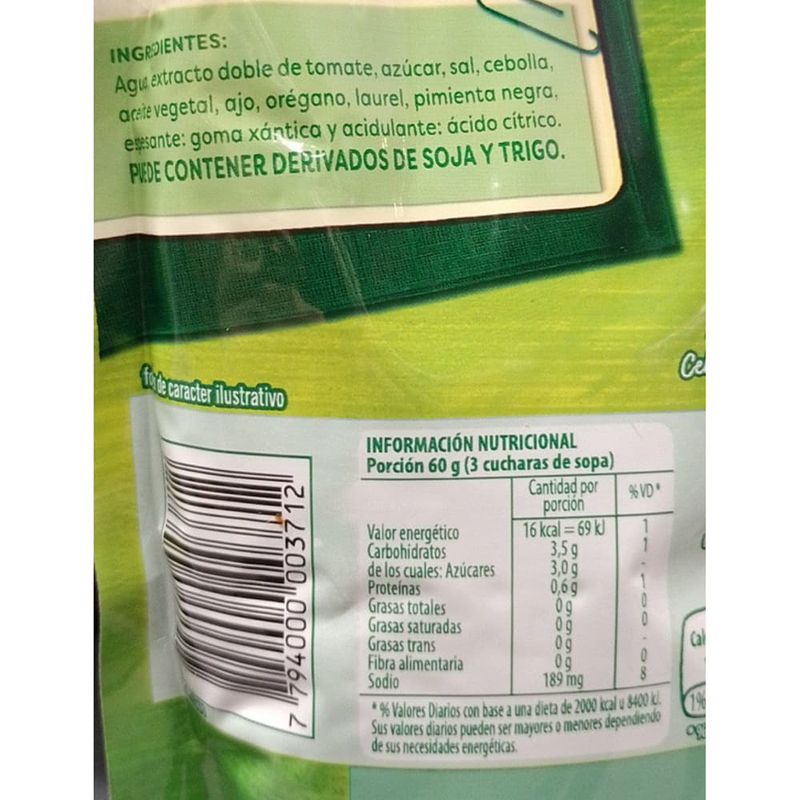 INGREDIENTES:
Agua, extracto doble de tomate, azúcar, sal, cebolla,
aceite vegetal, ajo, orégano, laurel, pimienta negra,
espesante: goma xántica y acidulante: ácido cítrico.
PUEDE CONTENER DERIVADOS DE SOJA Y TRIGO.
de caracter ilustrativo
7 794000 003712
INFORMACIÓN NUTRICIONAL
Porción 60 g (3 cucharas de sopa)
Cantidad por porción % VD*
Valor energético 16 kcal = 69 kJ 1
Carbohidratos 3,5 g 1
de los cuales: Azúcares 3,0 g -
Proteínas 0,6 g 1
Grasas totales 0 g 0
Grasas saturadas 0 g 0
Grasas trans 0 g -
Fibra alimentaria 0 g 0
Sodio 189 mg 8
*% Valores Diarios con base a una dieta de 2000 kcal u 8400 kJ.
Sus valores diarios pueden ser mayores o menores dependiendo
de sus necesidades energéticas.
1%